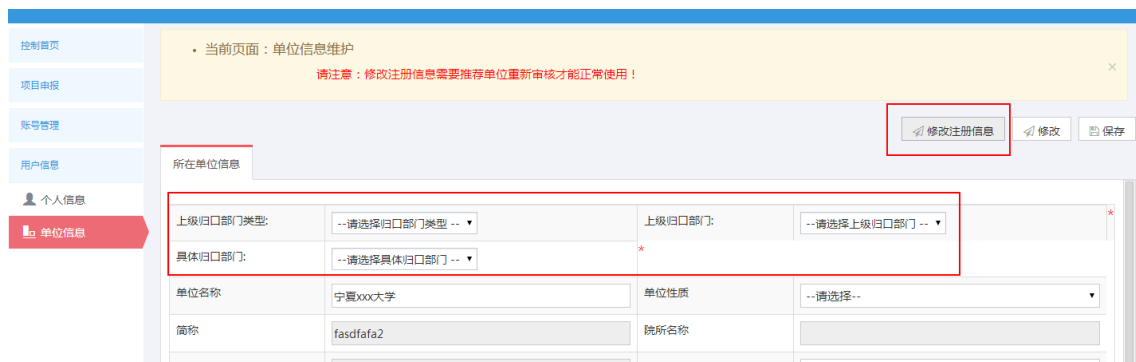 控制首页
项目申报
账号管理
用户信息
个人信息
单位信息
• 当前页面：单位信息维护
请注意：修改注册信息需要推荐单位重新审核才能正常使用！
×
修改注册信息 修改 保存
所在单位信息
上级归口部门类型: --请选择归口部门类型 -- 上级归口部门: --请选择上级归口部门 -- *
具体归口部门: --请选择具体归口部门 -- *
单位名称 宁夏xxx大学 单位性质 --请选择--
简称 fasdfafa2 院所名称